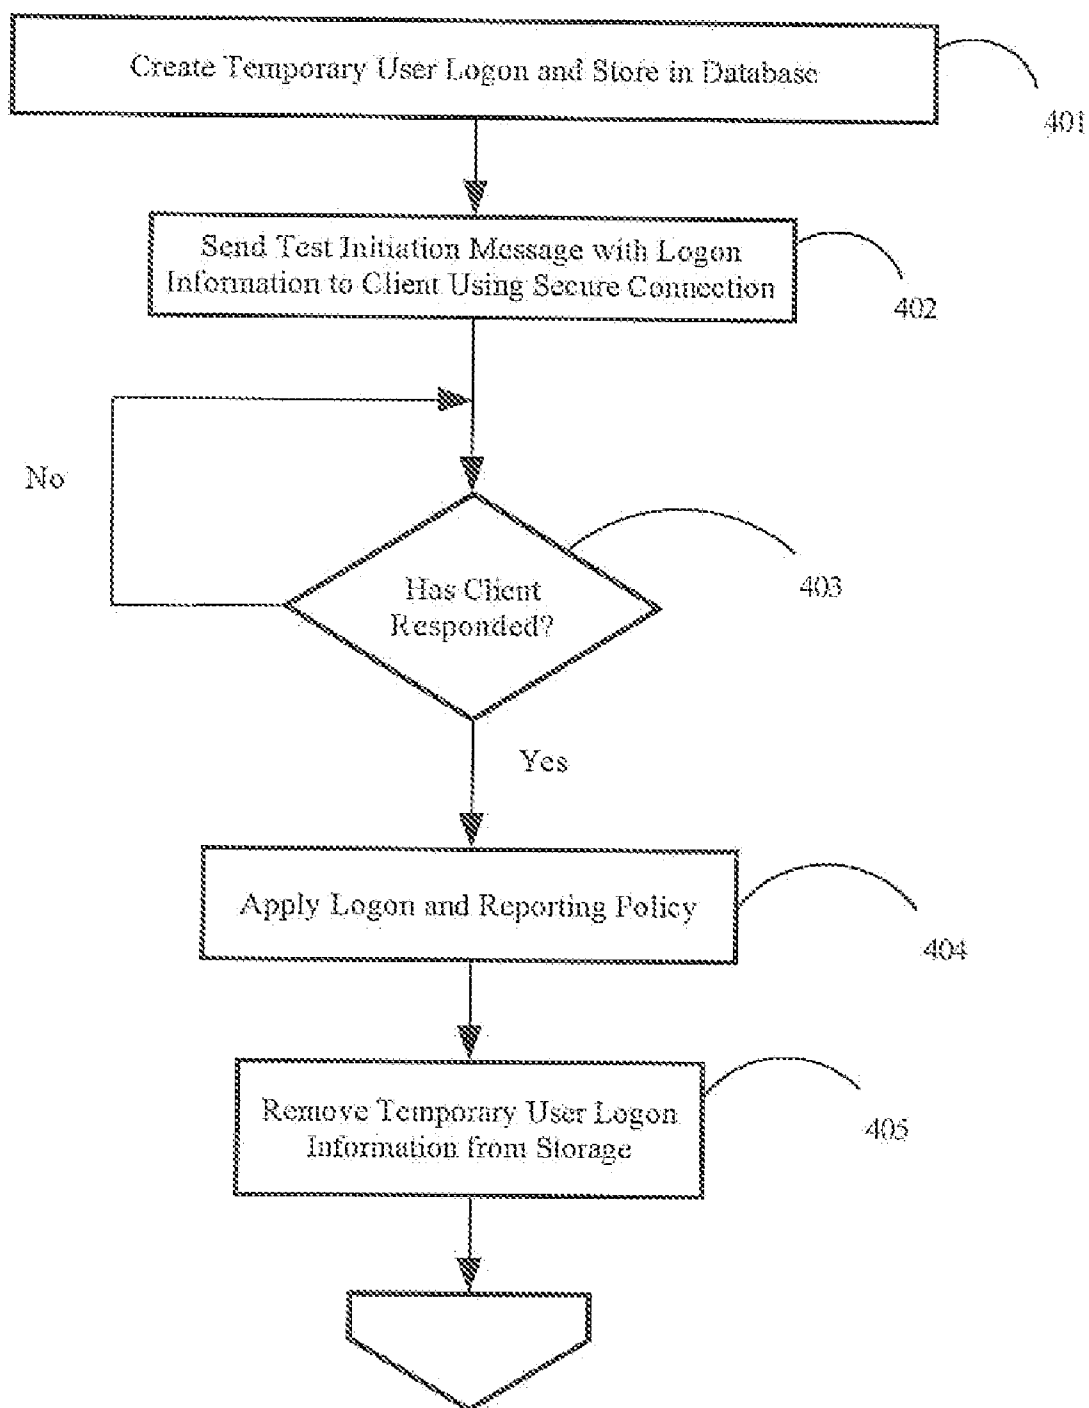 Create Temporary User Logon and Store in Database
401
Send Test Initiation Message with Logon
Information to Client Using Secure Connection
402
No
Has Client
Responded?
403
Yes
Apply Logon and Reporting Policy
404
Remove Temporary User Logon
Information from Storage
405